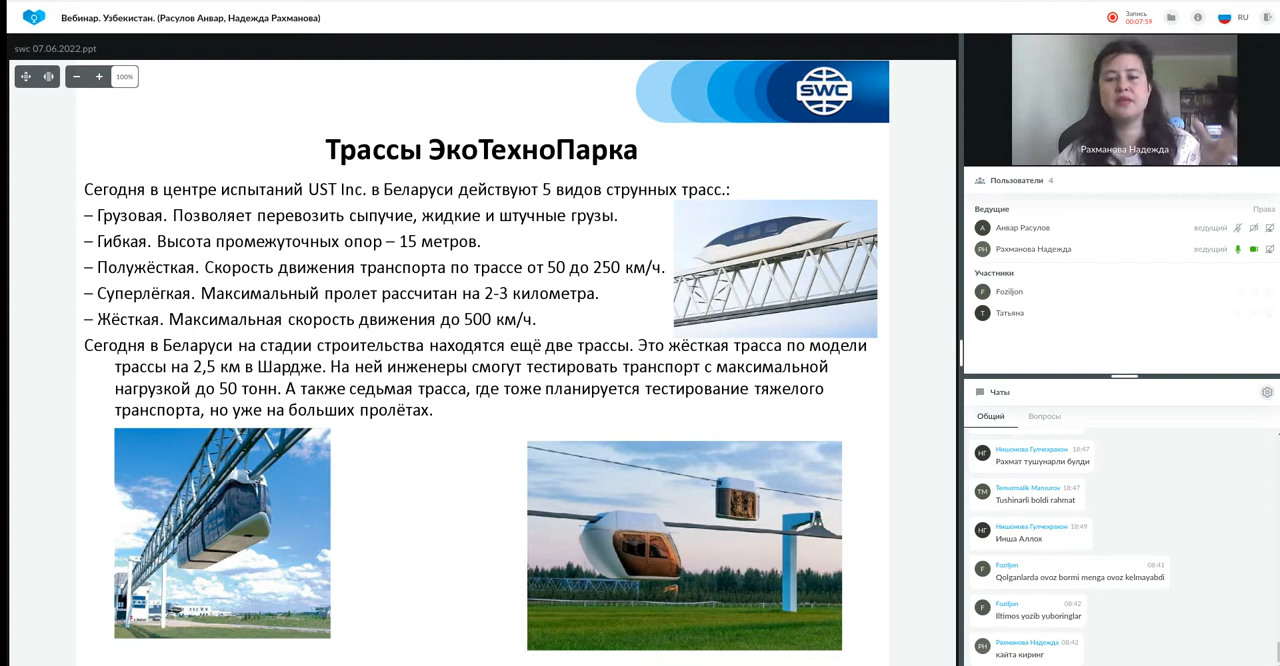 Вебинар. Узбекистан. (Расулов Анвар, Надежда Рахманова)
Запись
00:07:59
RU
swc 07.06.2022.ppt
100%
SWC
Трассы ЭкоТехноПарка
Сегодня в центре испытаний UST Inc. в Беларуси действуют 5 видов струнных трасс.:
– Грузовая. Позволяет перевозить сыпучие, жидкие и штучные грузы.
– Гибкая. Высота промежуточных опор – 15 метров.
– Полужёсткая. Скорость движения транспорта по трассе от 50 до 250 км/ч.
– Суперлёгкая. Максимальный пролет рассчитан на 2-3 километра.
– Жёсткая. Максимальная скорость движения до 500 км/ч.
Сегодня в Беларуси на стадии строительства находятся ещё две трассы. Это жёсткая трасса по модели
трассы на 2,5 км в Шардже. На ней инженеры смогут тестировать транспорт с максимальной
нагрузкой до 50 тонн. А также седьмая трасса, где тоже планируется тестирование тяжелого
транспорта, но уже на больших пролётах.
Рахманова Надежда
Пользователи 4
Ведущие Права
А Анвар Расулов ведущий
РН Рахманова Надежда ведущий
Участники
F Foziljon
Т Татьяна
Чаты
Общий Вопросы
НГ Нишонова Гулчехрахон 18:47
Рахмат тушунарли булди
TM Temurmalik Mansurov 18:47
Tushinarli boldi rahmat
НГ Нишонова Гулчехрахон 18:49
Инша Аллох
F Foziljon 08:41
Qolganlarda ovoz bormi menga ovoz kelmayabdi
F Foziljon 08:42
Iltimos yozib yuboringlar
РН Рахманова Надежда 08:42
кайта киринг